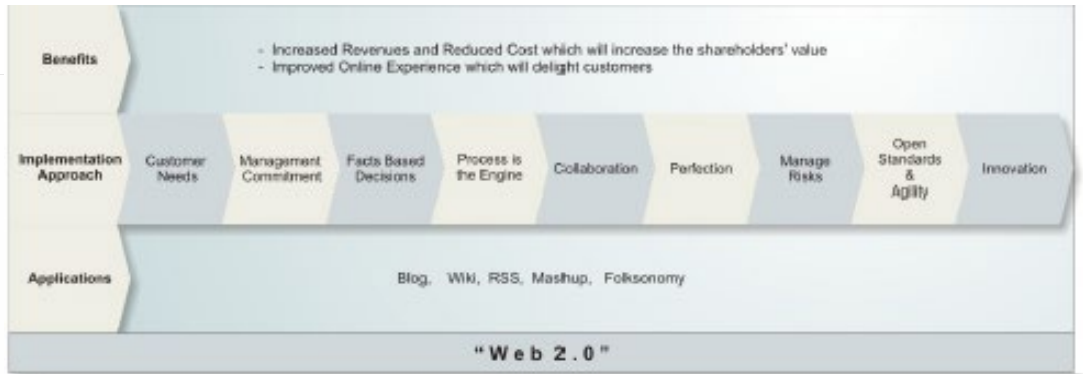 Benefits
- Increased Revenues and Reduced Cost which will increase the shareholders' value
- Improved Online Experience which will delight customers
Implementation
Approach
Customer
Needs
Management
Commitment
Facts Based
Decisions
Process is
the Engine
Collaboration
Perfection
Manage
Risks
Open
Standards
&
Agility
Innovation
Applications
Blog, Wiki, RSS, Mashup, Folksonomy
"Web 2.0"